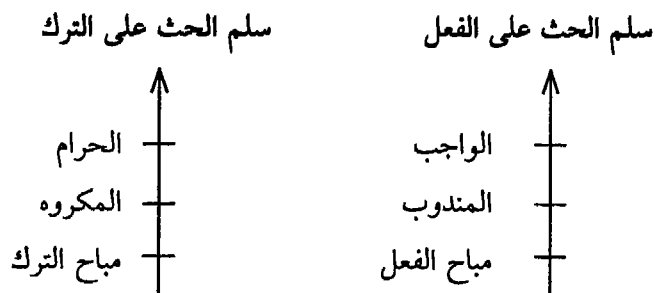 سلم الحث على الفعل
الواجب
المندوب
مباح الفعل
سلم الحث على الترك
الحرام
المكروه
مباح الترك